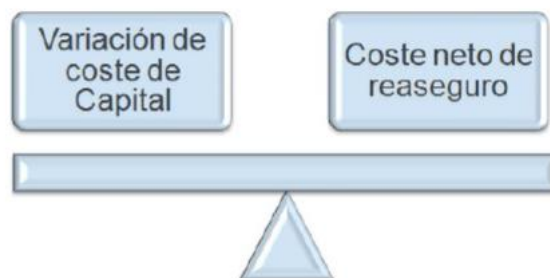 Variación de
coste de
Capital
Coste neto de
reaseguro